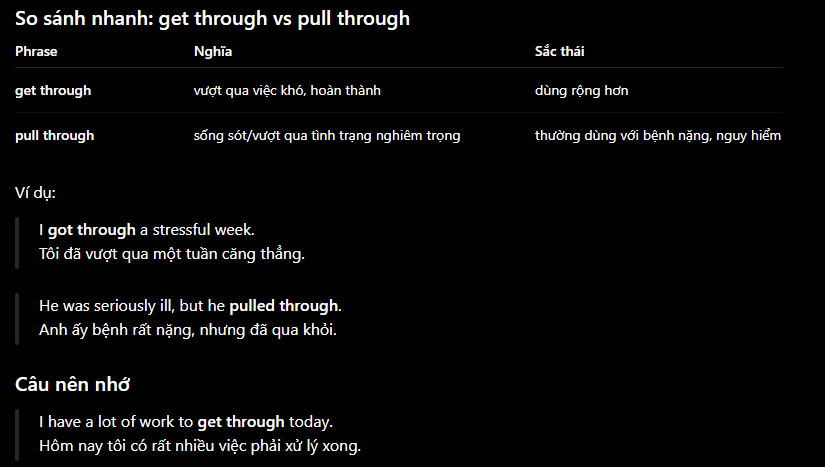 So sánh nhanh: get through vs pull through
Phrase Nghĩa Sắc thái
get through vượt qua việc khó, hoàn thành dùng rộng hơn
pull through sống sót/vượt qua tình trạng nghiêm trọng thường dùng với bệnh nặng, nguy hiểm
Ví dụ:
I got through a stressful week.
Tôi đã vượt qua một tuần căng thẳng.
He was seriously ill, but he pulled through.
Anh ấy bệnh rất nặng, nhưng đã qua khỏi.
Câu nên nhớ
I have a lot of work to get through today.
Hôm nay tôi có rất nhiều việc phải xử lý xong.